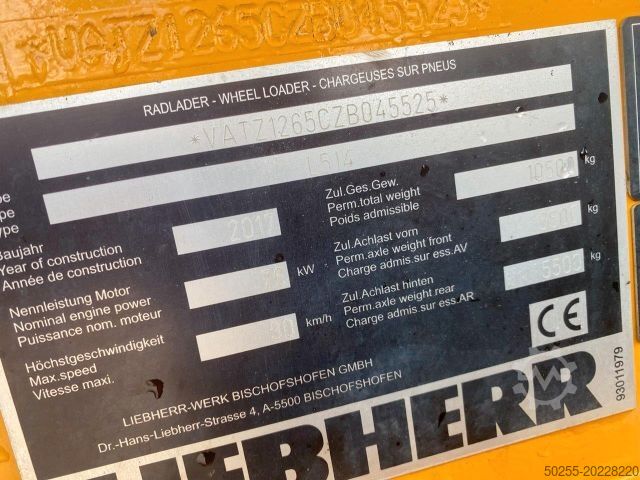 RADLADER - WHEEL LOADER - CHARGEUSES SUR PNEUS
*VATZ1265CZB045525*
L514
Zul.Ges.Gew.
Perm.total weight
Poids admissible
kg
Baujahr
Year of construction
Année de construction
Zul.Achlast vorn
Perm.axle weight front
Charge admis.sur ess.AV
kg
Nennleistung Motor
Nominal engine power
Puissance nom. moteur
kW
Zul.Achlast hinten
Perm.axle weight rear
Charge admis.sur ess.AR
5500
kg
Höchstgeschwindigkeit
Max.speed
Vitesse maxi.
km/h
CE
LIEBHERR-WERK BISCHOFSHOFEN GMBH
Dr.-Hans-Liebherr-Strasse 4, A-5500 BISCHOFSHOFEN
93011979
LIEBHERR
50255-20228220